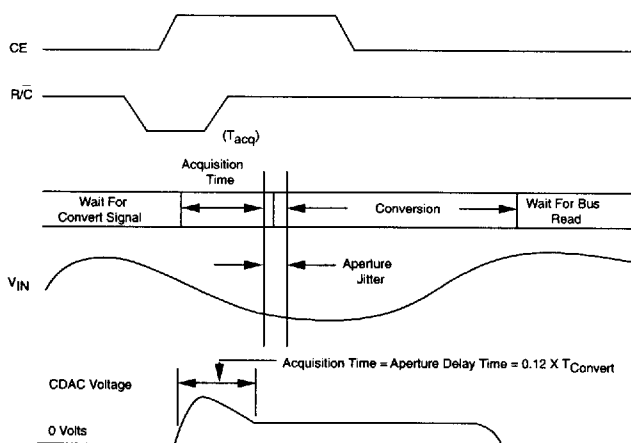 CE
R/C̅
(Tacq)
Acquisition
Time
Wait For
Convert Signal
Conversion
Wait For Bus
Read
Aperture
Jitter
VIN
Acquisition Time = Aperture Delay Time = 0.12 X TConvert
CDAC Voltage
0 Volts